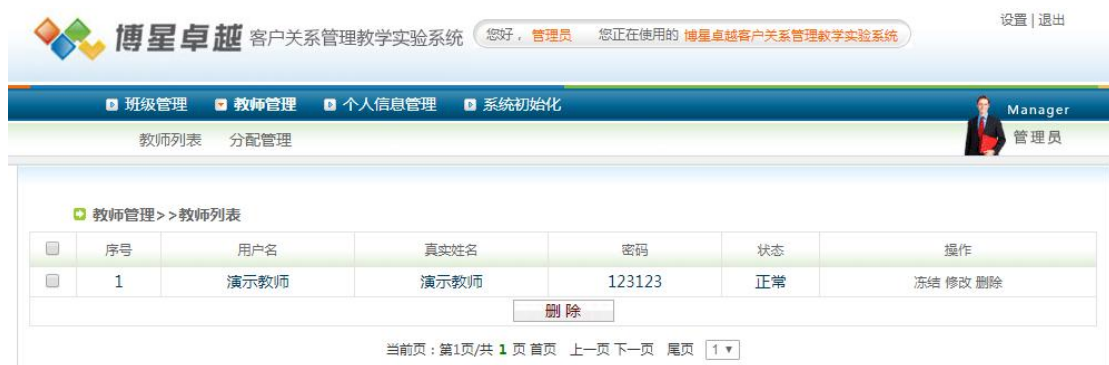 设置 | 退出
博星卓越 客户关系管理教学实验系统 您好，管理员 您正在使用的 博星卓越客户关系管理教学实验系统
班级管理 教师管理 个人信息管理 系统初始化
Manager
教师列表 分配管理
管理员
教师管理>>教师列表
序号 用户名 真实姓名 密码 状态 操作
1 演示教师 演示教师 123123 正常 冻结 修改 删除
删 除
当前页：第1页/共 1 页 首页 上一页 下一页 尾页 1